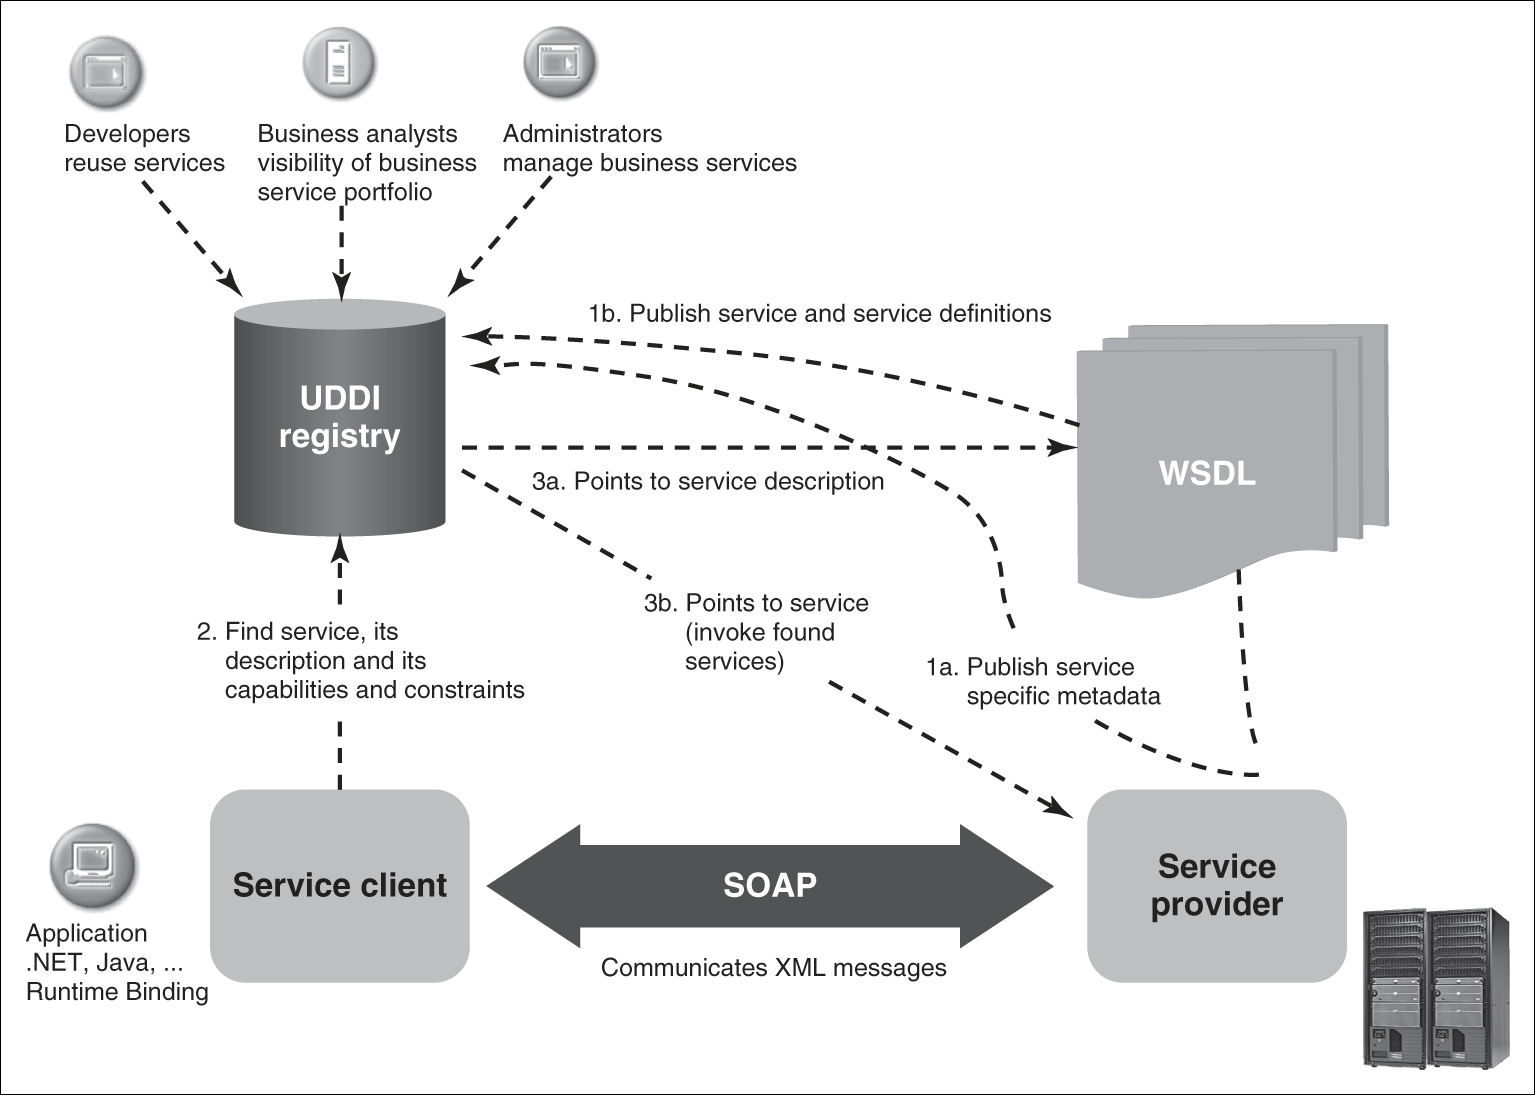 Developers
reuse services
Business analysts
visibility of business
service portfolio
Administrators
manage business services
1b. Publish service and service definitions
UDDI
registry
WSDL
3a. Points to service description
3b. Points to service
(invoke found
services)
2. Find service, its
description and its
capabilities and constraints
1a. Publish service
specific metadata
Service client
SOAP
Service
provider
Communicates XML messages
Application
.NET, Java, ...
Runtime Binding